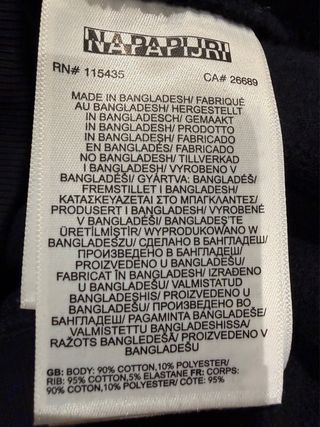 NAPAPIJRI
RN# 115435 CA# 26689
MADE IN BANGLADESH/ FABRIQUÉ
AU BANGLADESH/ HERGESTELLT
IN BANGLADESCH/ GEMAAKT
IN BANGLADESH/ PRODOTTO
IN BANGLADESH/ FABRICADO
EN BANGLADÉS/ FABRICADO
NO BANGLADESH/ TILLVERKAD
I BANGLADESH/ VYROBENO V
BANGLADÉŠI/ GYÁRTVA: BANGLADÉS/
FREMSTILLET I BANGLADESH/
ΚΑΤΑΣΚΕΥΑΖΕΤΑΙ ΣΤΟ ΜΠΑΓΚΛΑΝΤΕΣ/
PRODUSERT I BANGLADESH/ VYROBENÉ
V BANGLADÉŠI/ BANGLADEŞ'TE
ÜRETİLMİŞTİR/ WYPRODUKOWANO W
BANGLADESZU/ СДЕЛАНО В БАНГЛАДЕШ/
ПРОИЗВЕДЕНО В БАНГЛАДЕШ/
PROIZVEDENO U BANGLADEŠU/
FABRICAT ÎN BANGLADESH/ IZRAĐENO
U BANGLADEŠU/ VALMISTATUD
BANGLADESHIS/ PROIZVEDENO U
BANGLADEŠU/ ПРОИЗВЕДЕНО ВО
БАНГЛАДЕШ/ PAGAMINTA BANGLADEŠE/
VALMISTETTU BANGLADESHISSA/
RAŽOTS BANGLADEŠĀ/ PROIZVEDENO V
BANGLADEŠU
GB: BODY: 90% COTTON,10% POLYESTER/
RIB: 95% COTTON,5% ELASTANE FR: CORPS:
90% COTON,10% POLYESTER/ CÔTE: 95%